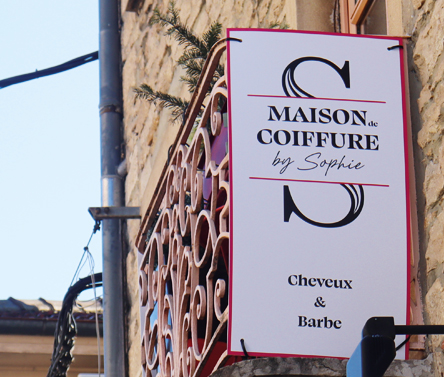 S
MAISON de
COIFFURE
by Sophie
Cheveux
&
Barbe